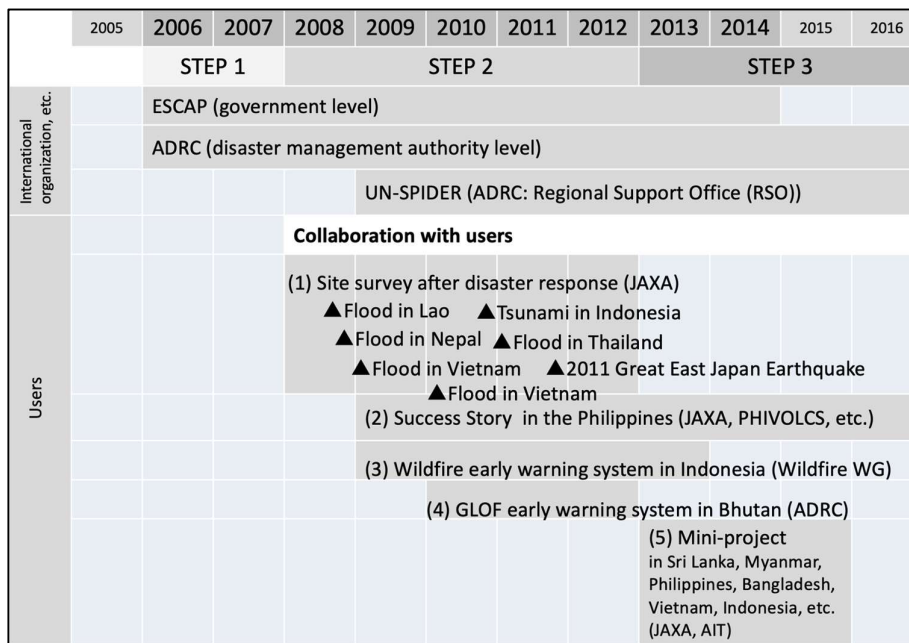 2005 2006 2007 2008 2009 2010 2011 2012 2013 2014 2015 2016
STEP 1 STEP 2 STEP 3
International
organization, etc.
ESCAP (government level)
ADRC (disaster management authority level)
UN-SPIDER (ADRC: Regional Support Office (RSO))
Users
Collaboration with users
(1) Site survey after disaster response (JAXA)
▲Flood in Lao ▲Tsunami in Indonesia
▲Flood in Nepal ▲Flood in Thailand
▲Flood in Vietnam ▲2011 Great East Japan Earthquake
▲Flood in Vietnam
(2) Success Story in the Philippines (JAXA, PHIVOLCS, etc.)
(3) Wildfire early warning system in Indonesia (Wildfire WG)
(4) GLOF early warning system in Bhutan (ADRC)
(5) Mini-project
in Sri Lanka, Myanmar,
Philippines, Bangladesh,
Vietnam, Indonesia, etc.
(JAXA, AIT)